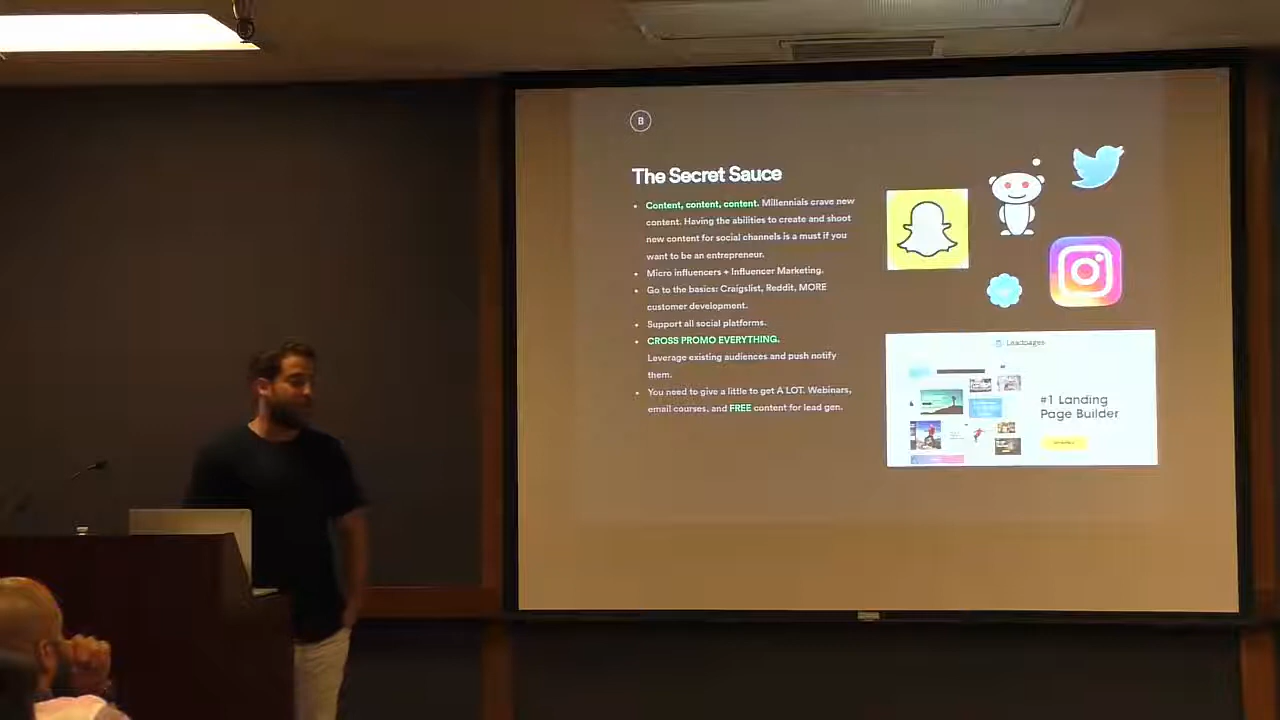 B
The Secret Sauce
• Content, content, content. Millennials crave new
content. Having the abilities to create and shoot
new content for social channels is a must if you
want to be an entrepreneur.
• Micro influencers + Influencer Marketing.
• Go to the basics: Craigslist, Reddit, MORE
customer development.
• Support all social platforms.
• CROSS PROMO EVERYTHING.
Leverage existing audiences and push notify
them.
• You need to give a little to get A LOT. Webinars,
email courses, and FREE content for lead gen.
Leadpages
#1 Landing
Page Builder